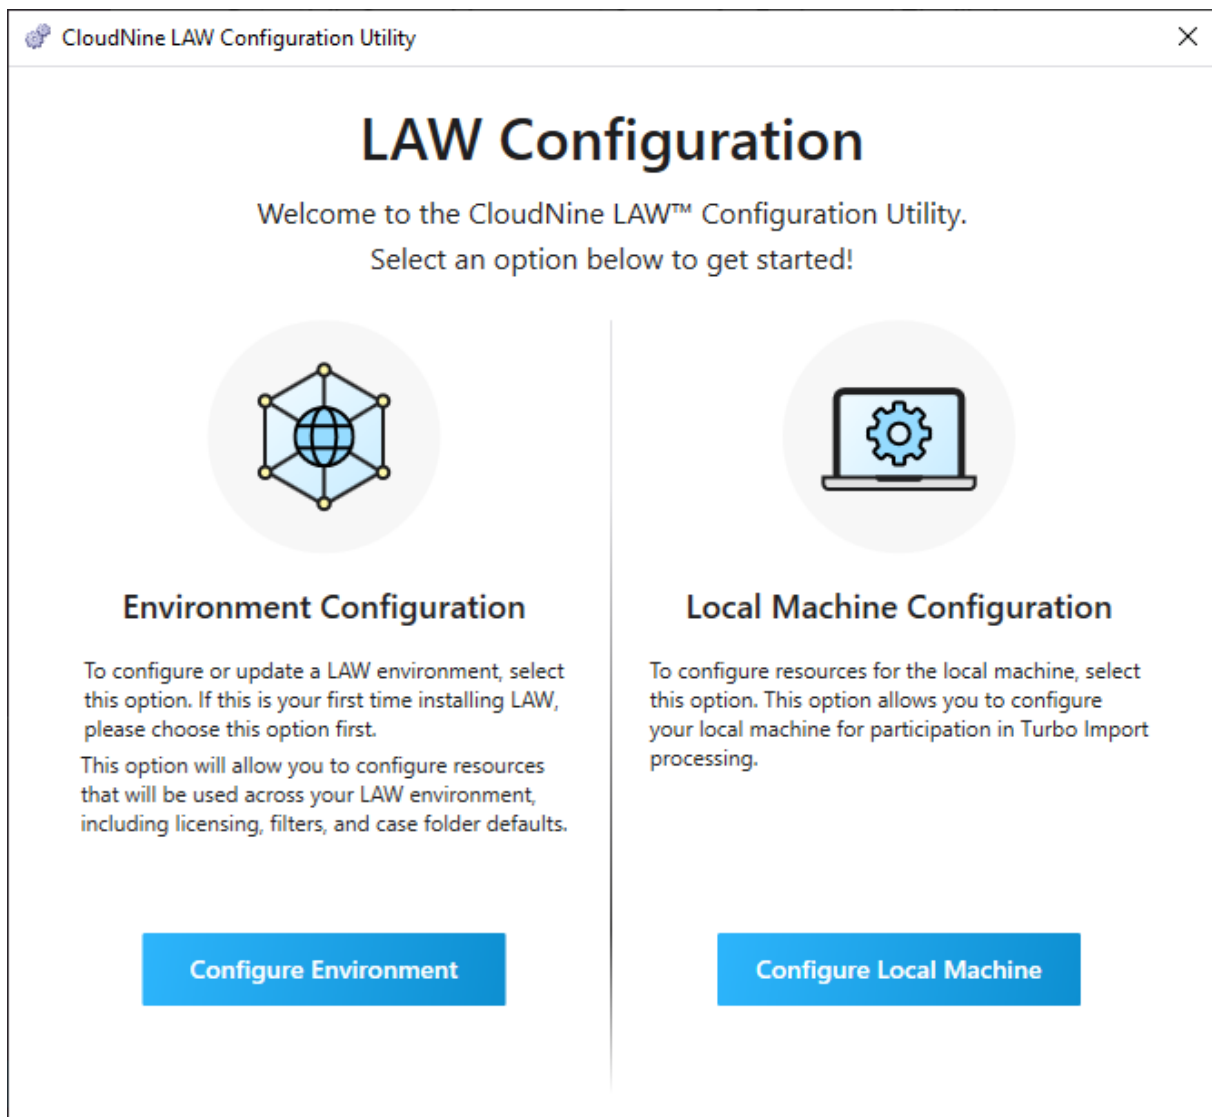 CloudNine LAW Configuration Utility
LAW Configuration
Welcome to the CloudNine LAW™ Configuration Utility.
Select an option below to get started!
Environment Configuration
To configure or update a LAW environment, select
this option. If this is your first time installing LAW,
please choose this option first.
This option will allow you to configure resources
that will be used across your LAW environment,
including licensing, filters, and case folder defaults.
Configure Environment
Local Machine Configuration
To configure resources for the local machine, select
this option. This option allows you to configure
your local machine for participation in Turbo Import
processing.
Configure Local Machine